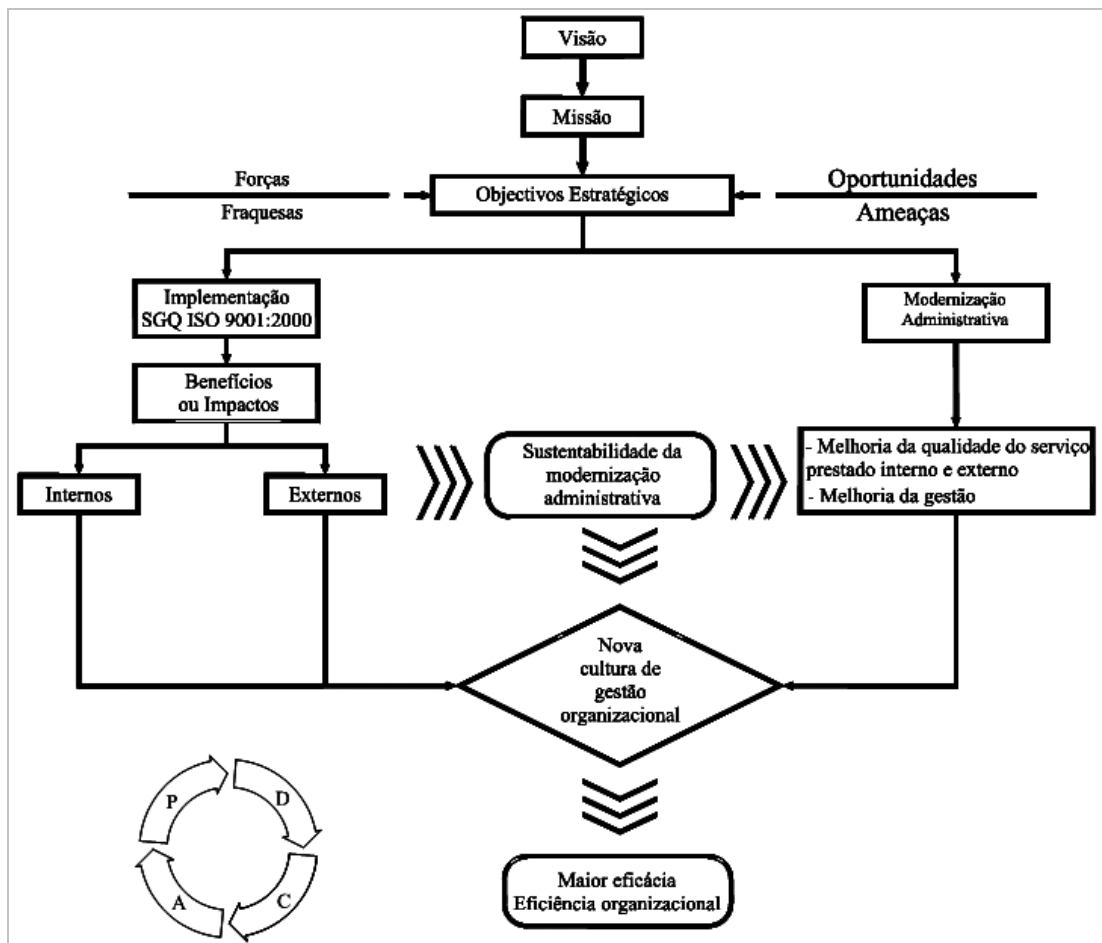 Visão
Missão
Forças
Fraquesas
Objectivos Estratégicos
Oportunidades
Ameaças
Implementação
SGQ ISO 9001:2000
Modernização
Administrativa
Benefícios
ou Impactos
Internos
Externos
Sustentabilidade da
modernização
administrativa
- Melhoria da qualidade do serviço
prestado interno e externo
- Melhoria da gestão
Nova
cultura de
gestão
organizacional
P
D
A
C
Maior eficácia
Eficiência organizacional